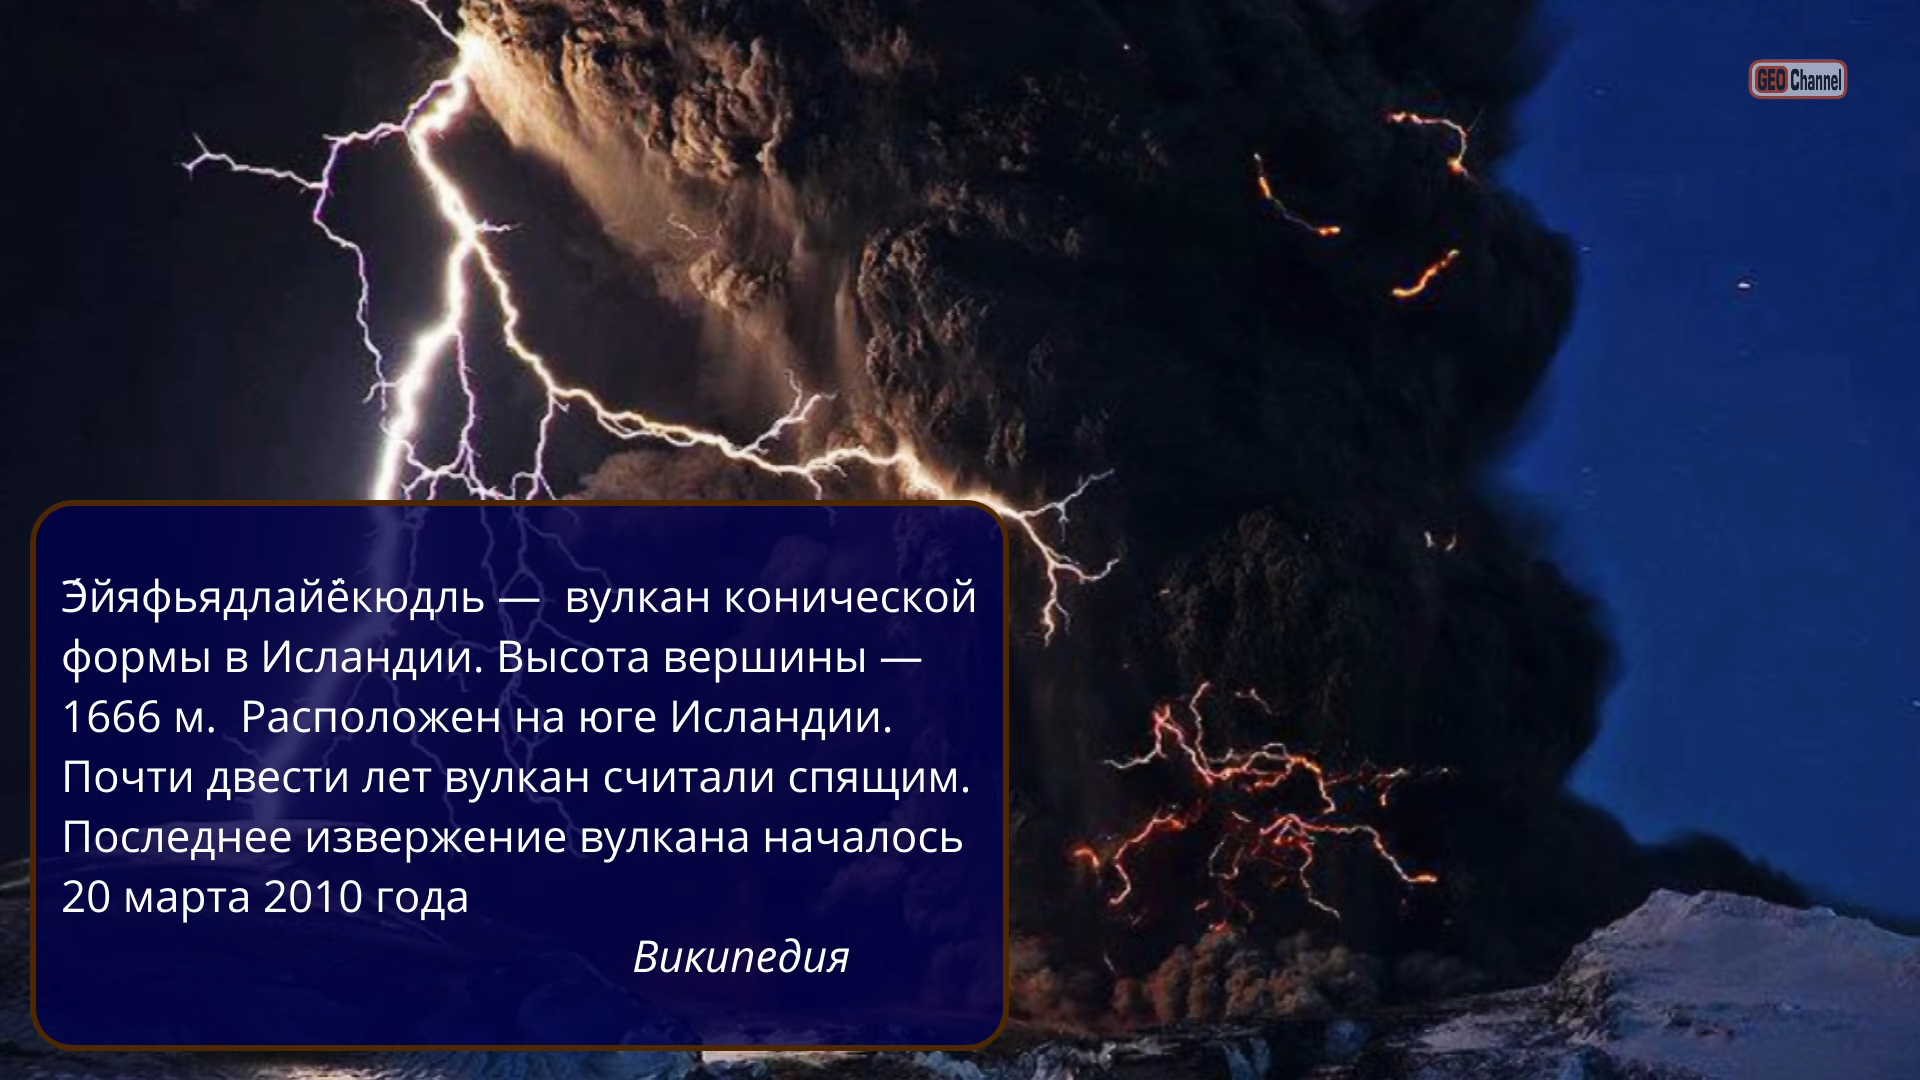 GEO Channel
Э́йяфьядлайё́кюдль —  вулкан конической
формы в Исландии. Высота вершины —
1666 м.  Расположен на юге Исландии.
Почти двести лет вулкан считали спящим.
Последнее извержение вулкана началось
20 марта 2010 года
Википедия